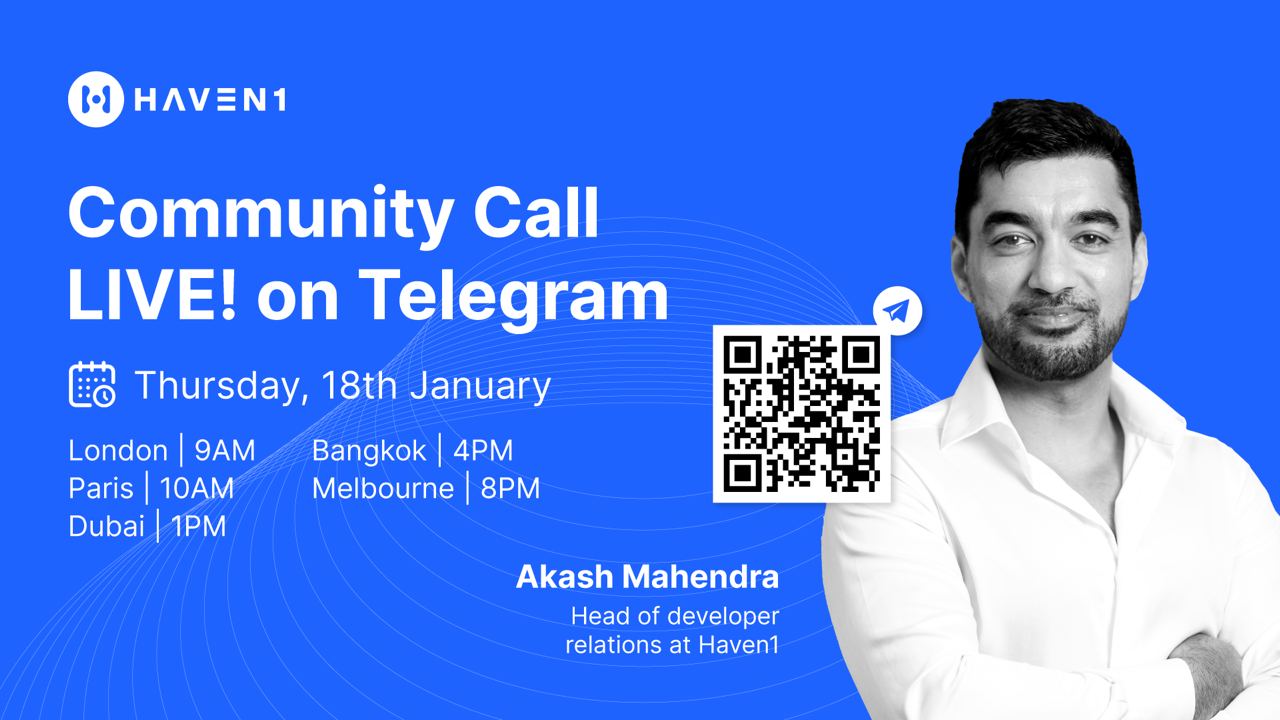 HAVEN1
Community Call
LIVE! on Telegram
Thursday, 18th January
London | 9AM
Paris | 10AM
Dubai | 1PM
Bangkok | 4PM
Melbourne | 8PM
Akash Mahendra
Head of developer
relations at Haven1